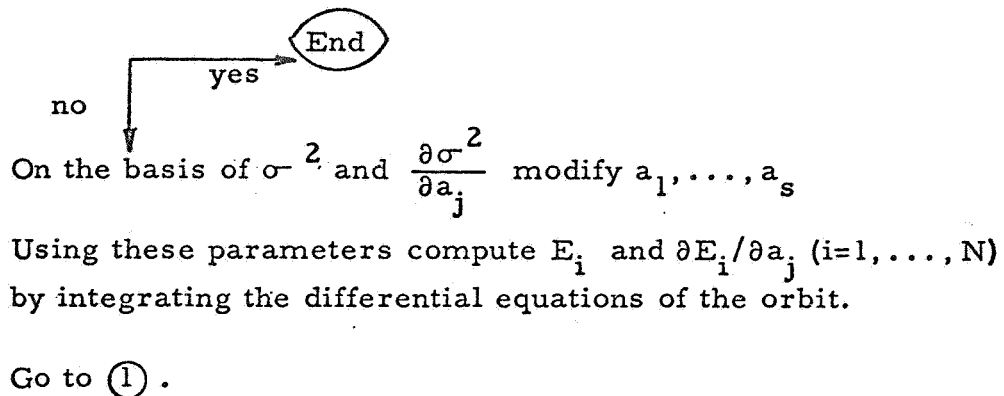 End
yes
no
On the basis of σ² and ∂σ²/∂a_j modify a_1, ..., a_s
Using these parameters compute E_i and ∂E_i/∂a_j (i=1, ..., N)
by integrating the differential equations of the orbit.
Go to ①.